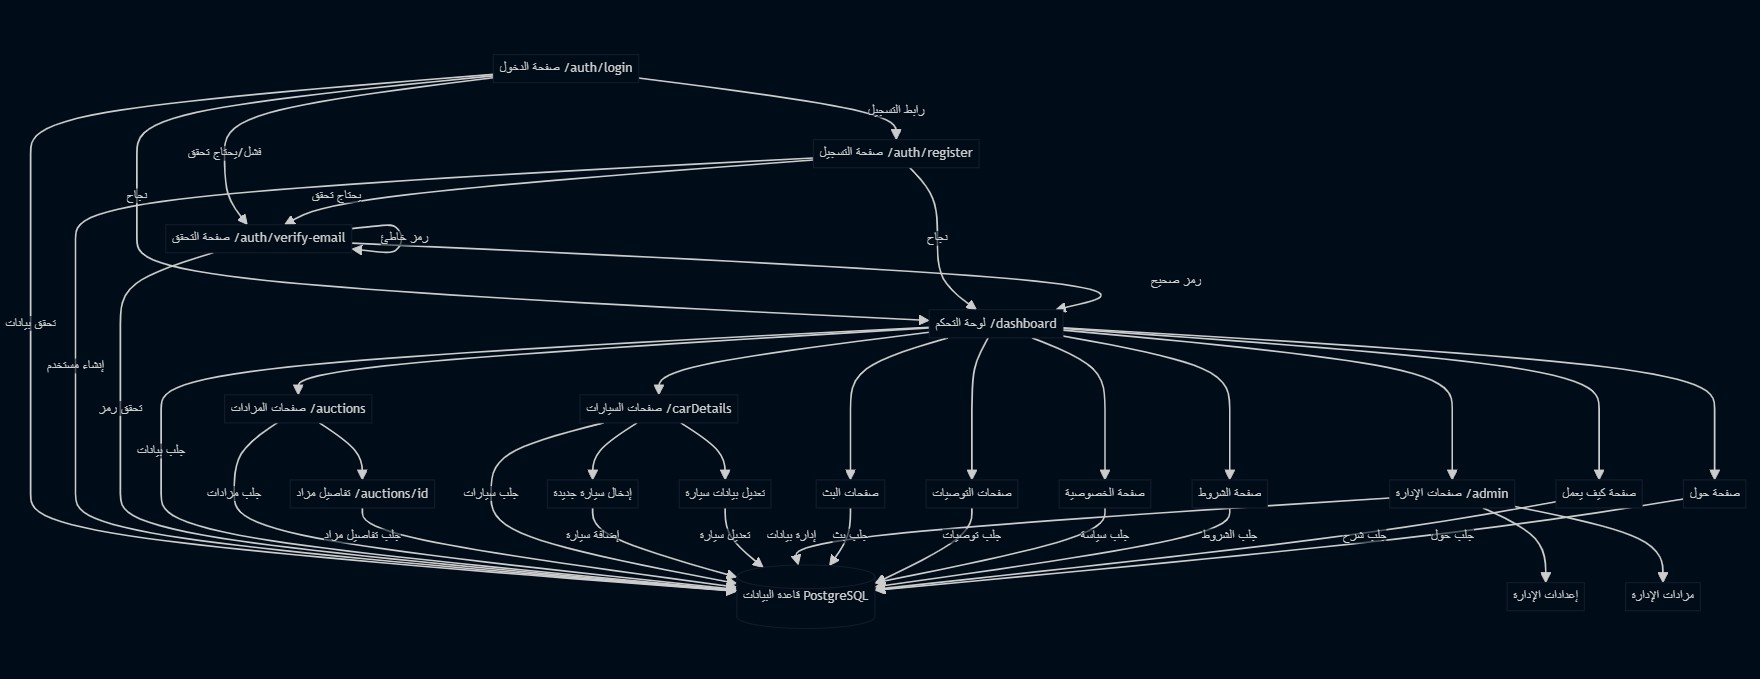 صفحة الدخول /auth/login
رابط التسجيل
صفحة التسجيل /auth/register
فشل/يحتاج تحقق
نجاح
يحتاج تحقق
صفحة التحقق /auth/verify-email
رمز خاطئ
نجاح
رمز صحيح
تحقق بيانات
لوحة التحكم /dashboard
إنشاء مستخدم
تحقق رمز
صفحات المزادات /auctions
صفحات السيارات /carDetails
جلب بيانات
جلب مزادات
تفاصيل مزاد /auctions/id
جلب سيارات
إدخال سيارة جديدة
تعديل بيانات سيارة
صفحات البث
صفحات التوصيات
صفحة الخصوصية
صفحة الشروط
صفحات الإدارة /admin
صفحة كيف يعمل
صفحة حول
جلب تفاصيل مزاد
إضافة سيارة
تعديل سيارة
إدارة بيانات
جلب بث
جلب توصيات
جلب سياسة
جلب الشروط
جلب شرح
جلب حول
قاعدة البيانات PostgreSQL
إعدادات الإدارة
مزادات الإدارة